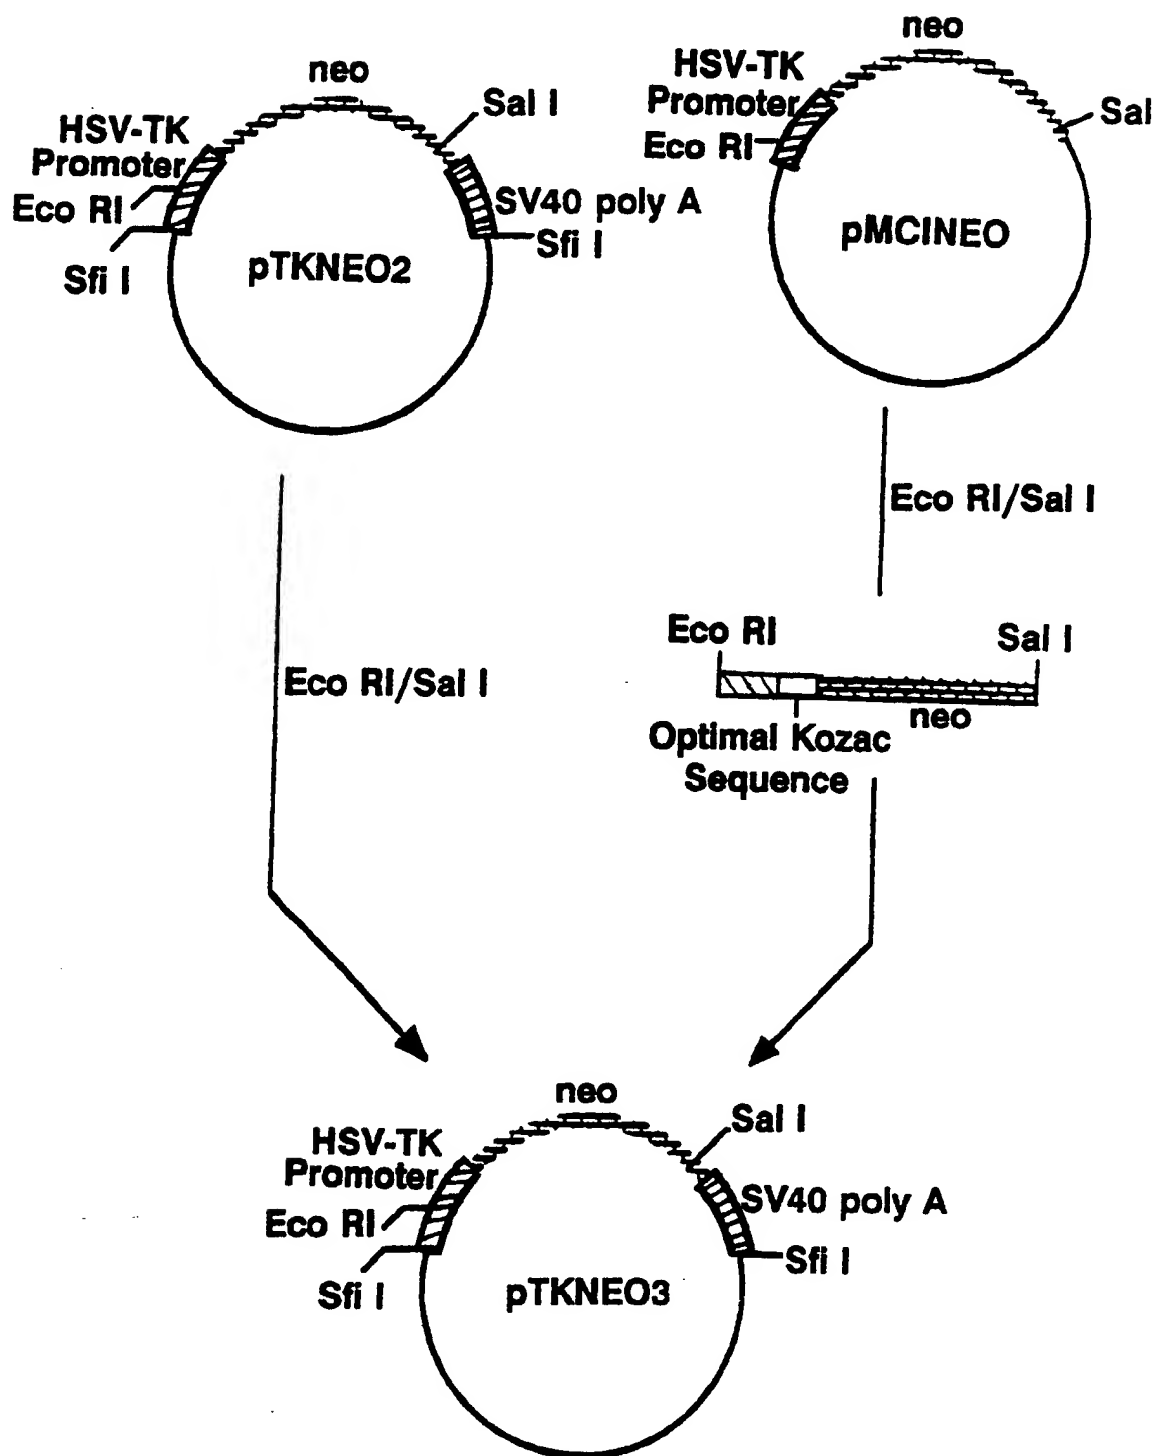 neo
HSV-TK
Promoter
Eco RI
Sfi I
Sal I
SV40 poly A
Sfi I
pTKNEO2
neo
HSV-TK
Promoter
Eco RI
Sal
pMCINEO
Eco RI/Sal I
Eco RI/Sal I
Eco RI
Sal I
neo
Optimal Kozac
Sequence
neo
HSV-TK
Promoter
Eco RI
Sfi I
Sal I
SV40 poly A
Sfi I
pTKNEO3